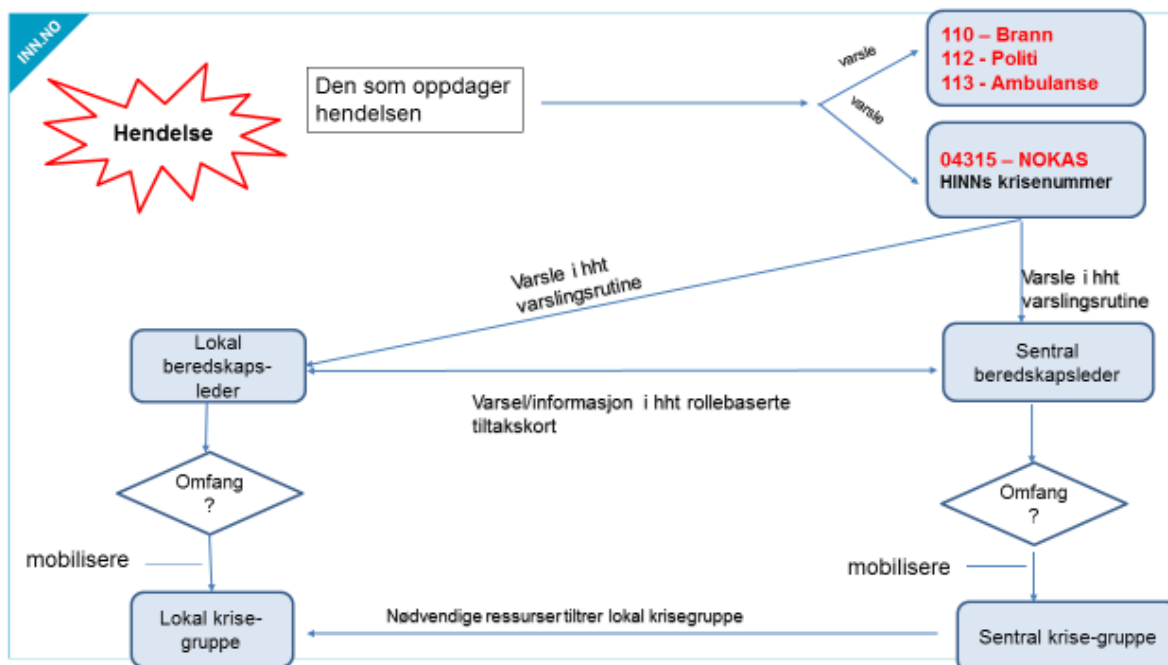 INN.NO
110 – Brann
112 - Politi
113 - Ambulanse
varsle
Den som oppdager
hendelsen
Hendelse
varsle
04315 – NOKAS
HINNs krisenummer
Varsle i hht
varslingsrutine
Varsle i hht
varslingsrutine
Lokal
beredskaps-
leder
Sentral
beredskapsleder
Varsel/informasjon i hht rollebaserte
tiltakskort
Omfang
?
Omfang
?
mobilisere
mobilisere
Lokal krise-
gruppe
Nødvendige ressurser tiltrer lokal krisegruppe
Sentral krise-gruppe